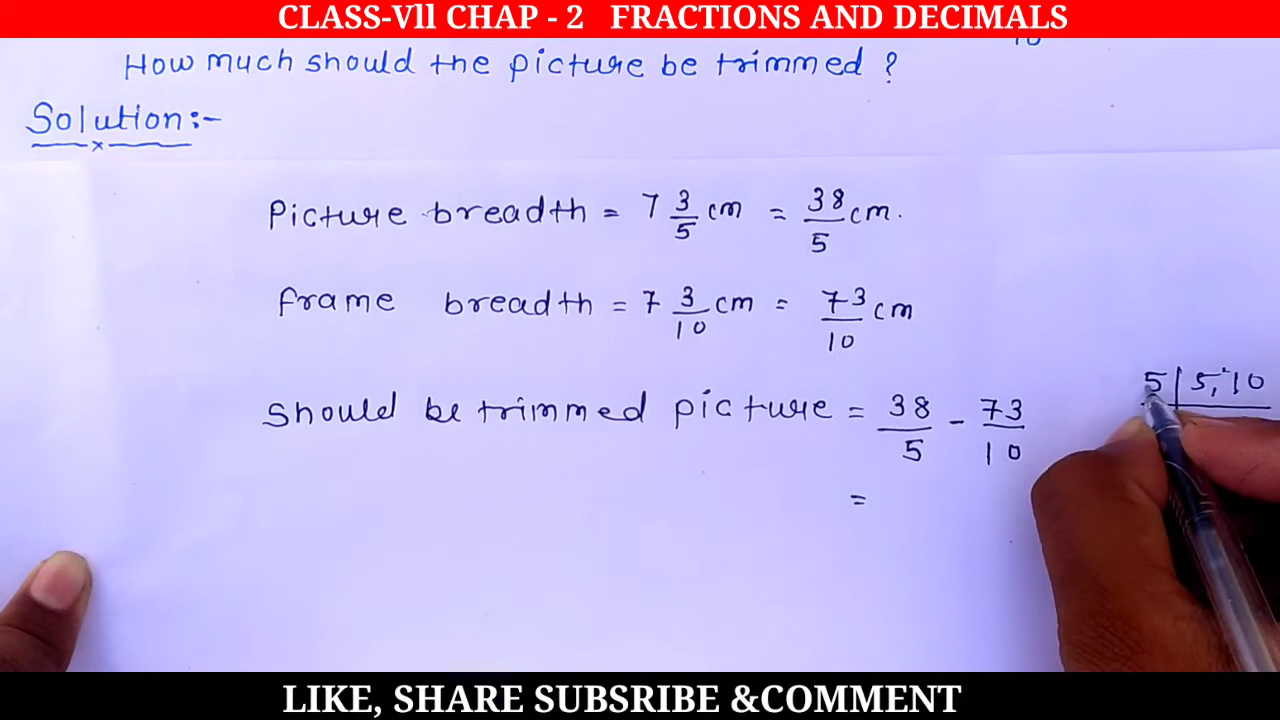 CLASS-Vll CHAP - 2 FRACTIONS AND DECIMALS
How much should the picture be trimmed ?
Solution:-
Picture breadth = 7 3/5 cm = 38/5 cm.
frame breadth = 7 3/10 cm = 73/10 cm
5 | 5, 10
Should be trimmed picture = 38/5 - 73/10
=
LIKE, SHARE SUBSRIBE &COMMENT